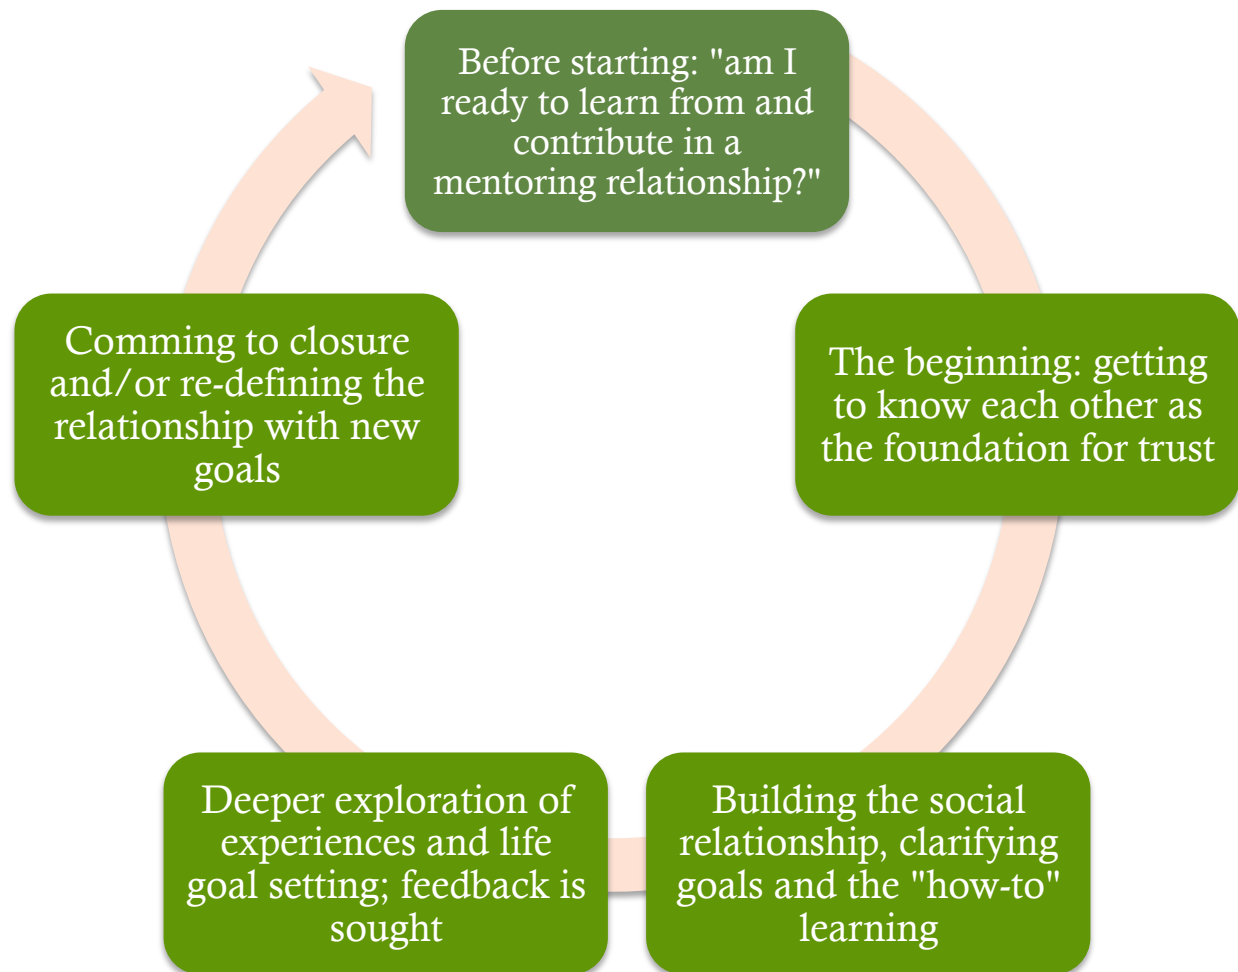 Before starting: "am I
ready to learn from and
contribute in a
mentoring relationship?"
The beginning: getting
to know each other as
the foundation for trust
Building the social
relationship, clarifying
goals and the "how-to"
learning
Deeper exploration of
experiences and life
goal setting; feedback is
sought
Comming to closure
and/or re-defining the
relationship with new
goals